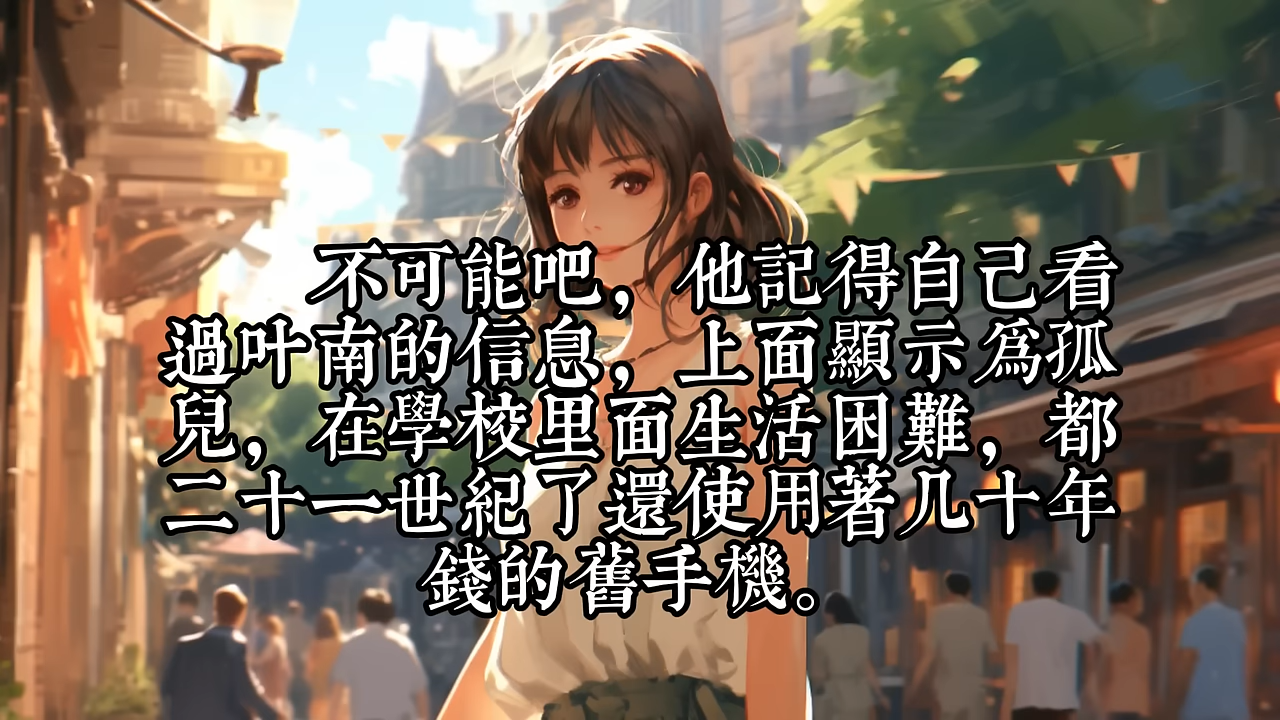 不可能吧，他記得自己看
過叶南的信息，上面顯示爲孤
兒，在學校里面生活困難，都
二十一世紀了還使用著几十年
錢的舊手機。